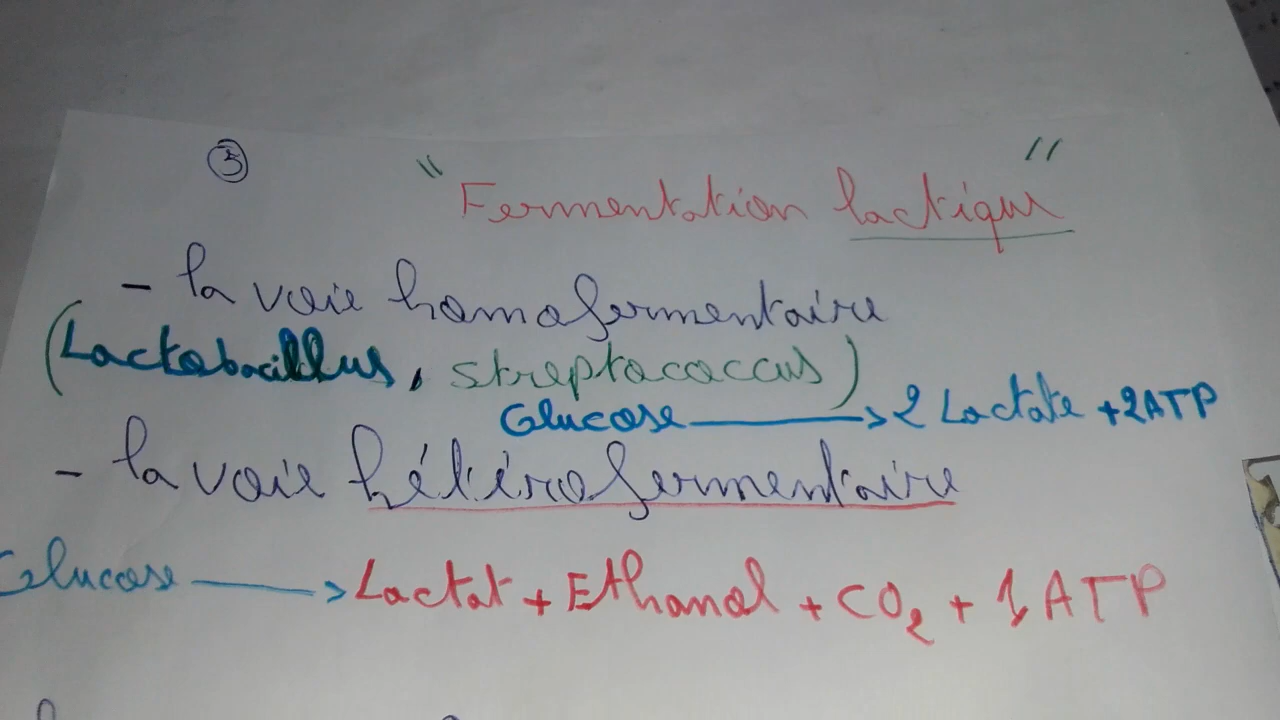 ③ " Fermentation lactique "
- la voie homofermentaire
(Lactobacillus, streptococcus)
Glucose → 2 Lactate + 2ATP
- la voie hétérofermentaire
Glucose → Lactat + Ethanol + CO₂ + 1 ATP